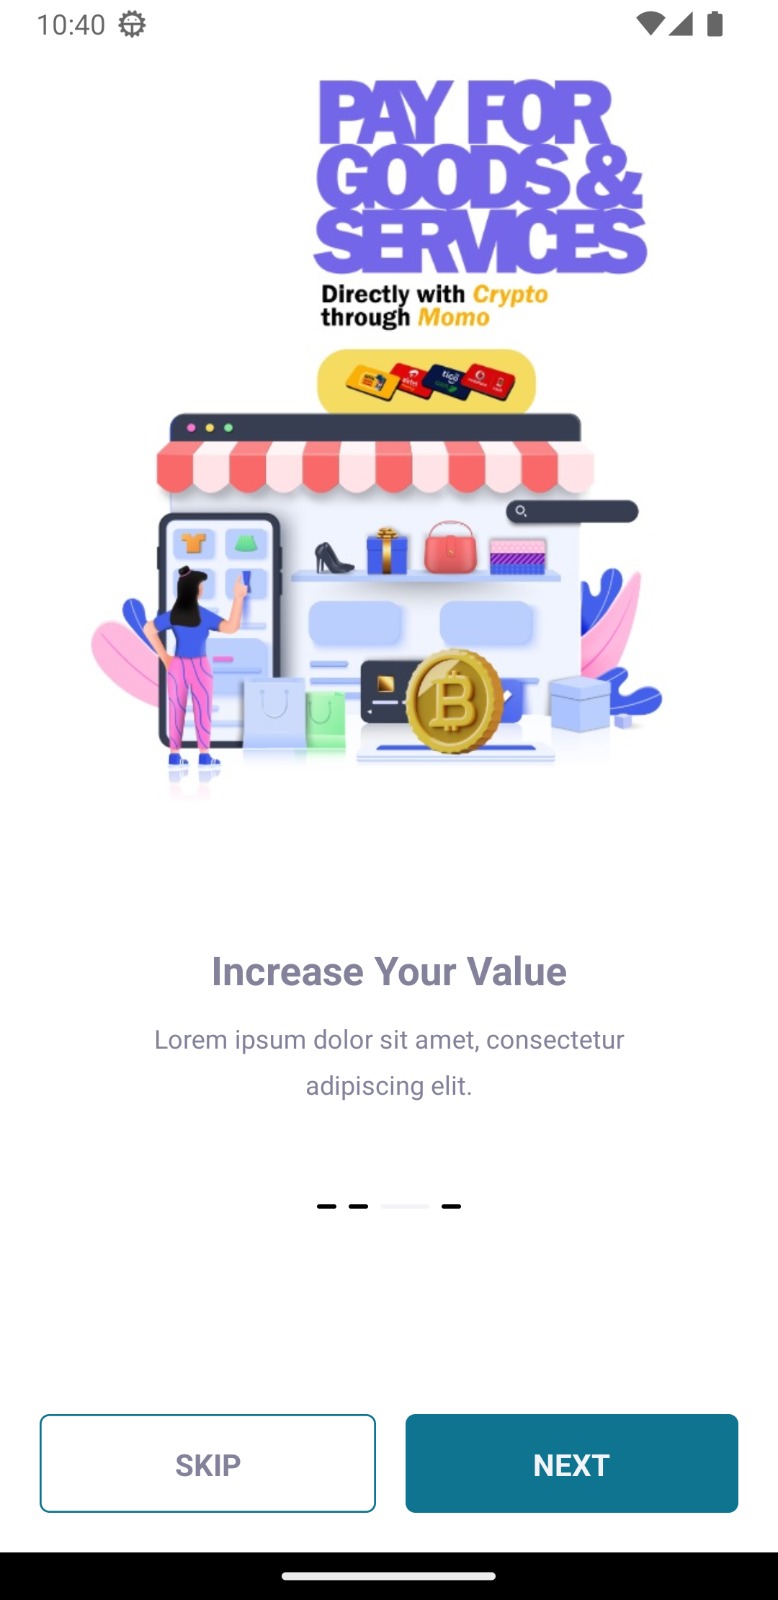 10:40
PAY FOR
GOODS &
SERVICES
Directly with Crypto
through Momo
tigo
Increase Your Value
Lorem ipsum dolor sit amet, consectetur
adipiscing elit.
SKIP
NEXT